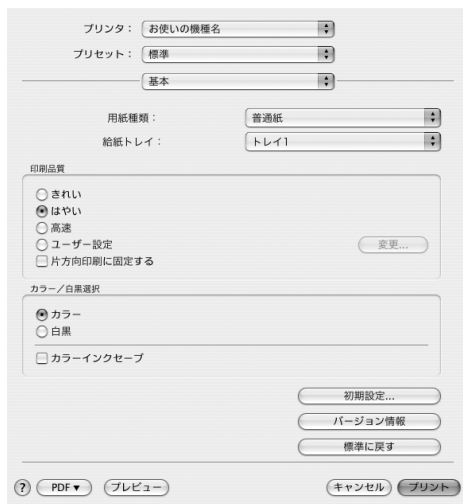 プリンタ： お使いの機種名
プリセット： 標準
基本
用紙種類： 普通紙
給紙トレイ： トレイ1
印刷品質
きれい
はやい
高速
ユーザー設定 変更...
片方向印刷に固定する
カラー／白黒選択
カラー
白黒
カラーインクセーブ
初期設定...
バージョン情報
標準に戻す
? PDF▼ プレビュー キャンセル プリント